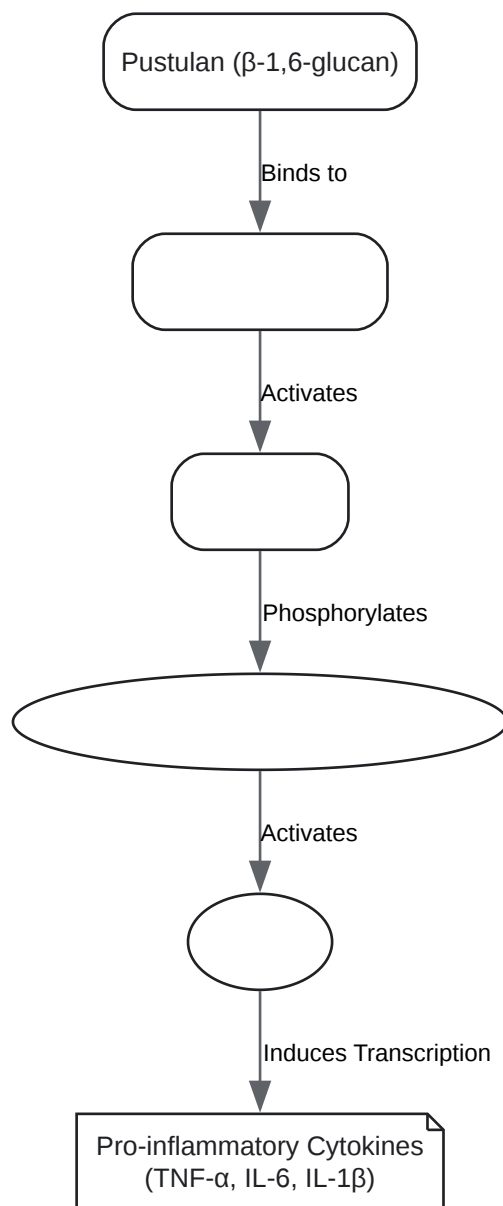 Pustulan (β-1,6-glucan)
Binds to
Activates
Phosphorylates
Activates
Induces Transcription
Pro-inflammatory Cytokines
(TNF-α, IL-6, IL-1β)